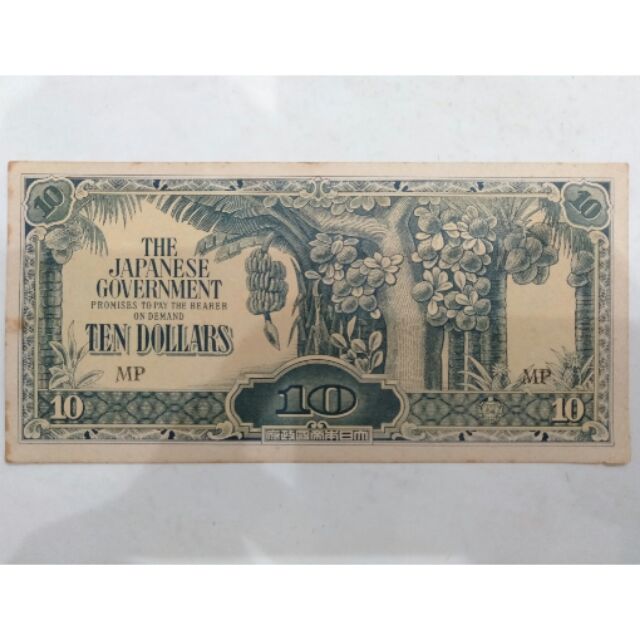 10
10
THE
JAPANESE
GOVERNMENT
PROMISES TO PAY THE BEARER
ON DEMAND
TEN DOLLARS
MP
MP
10
10
10
府政國帝本日大